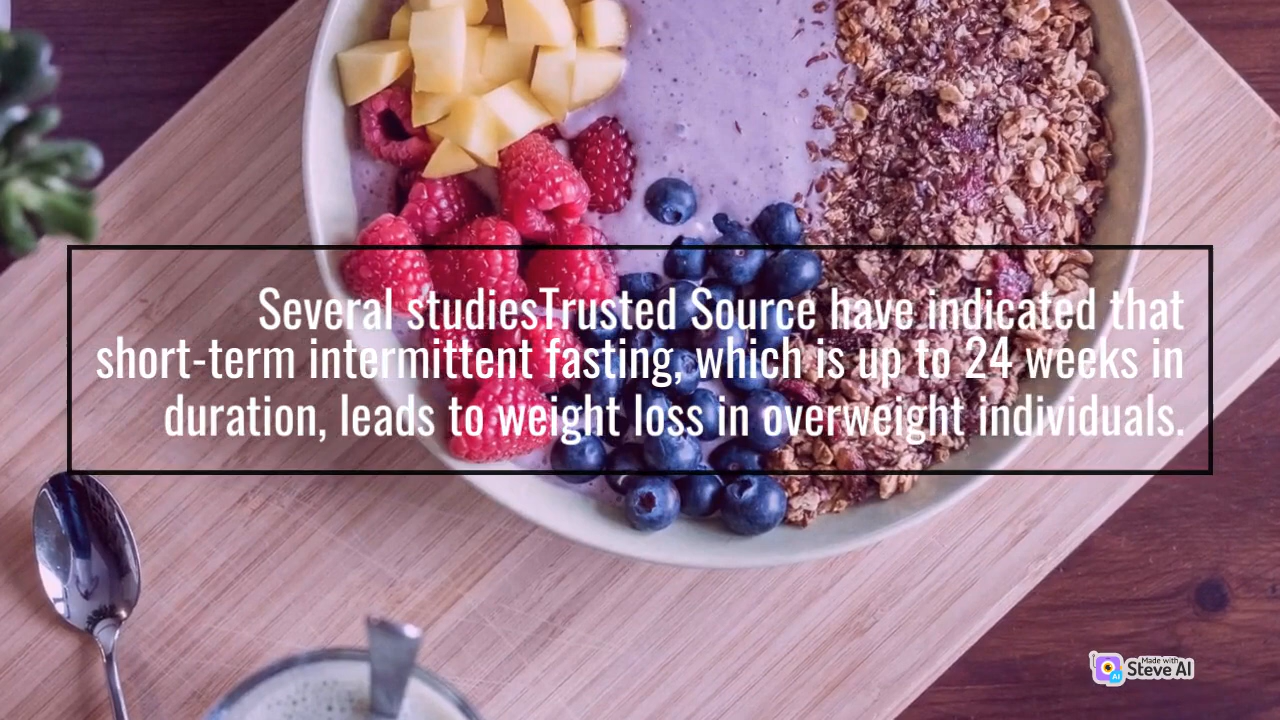 Several studiesTrusted Source have indicated that
short-term intermittent fasting, which is up to 24 weeks in
duration, leads to weight loss in overweight individuals.
Made with
AI
Steve AI